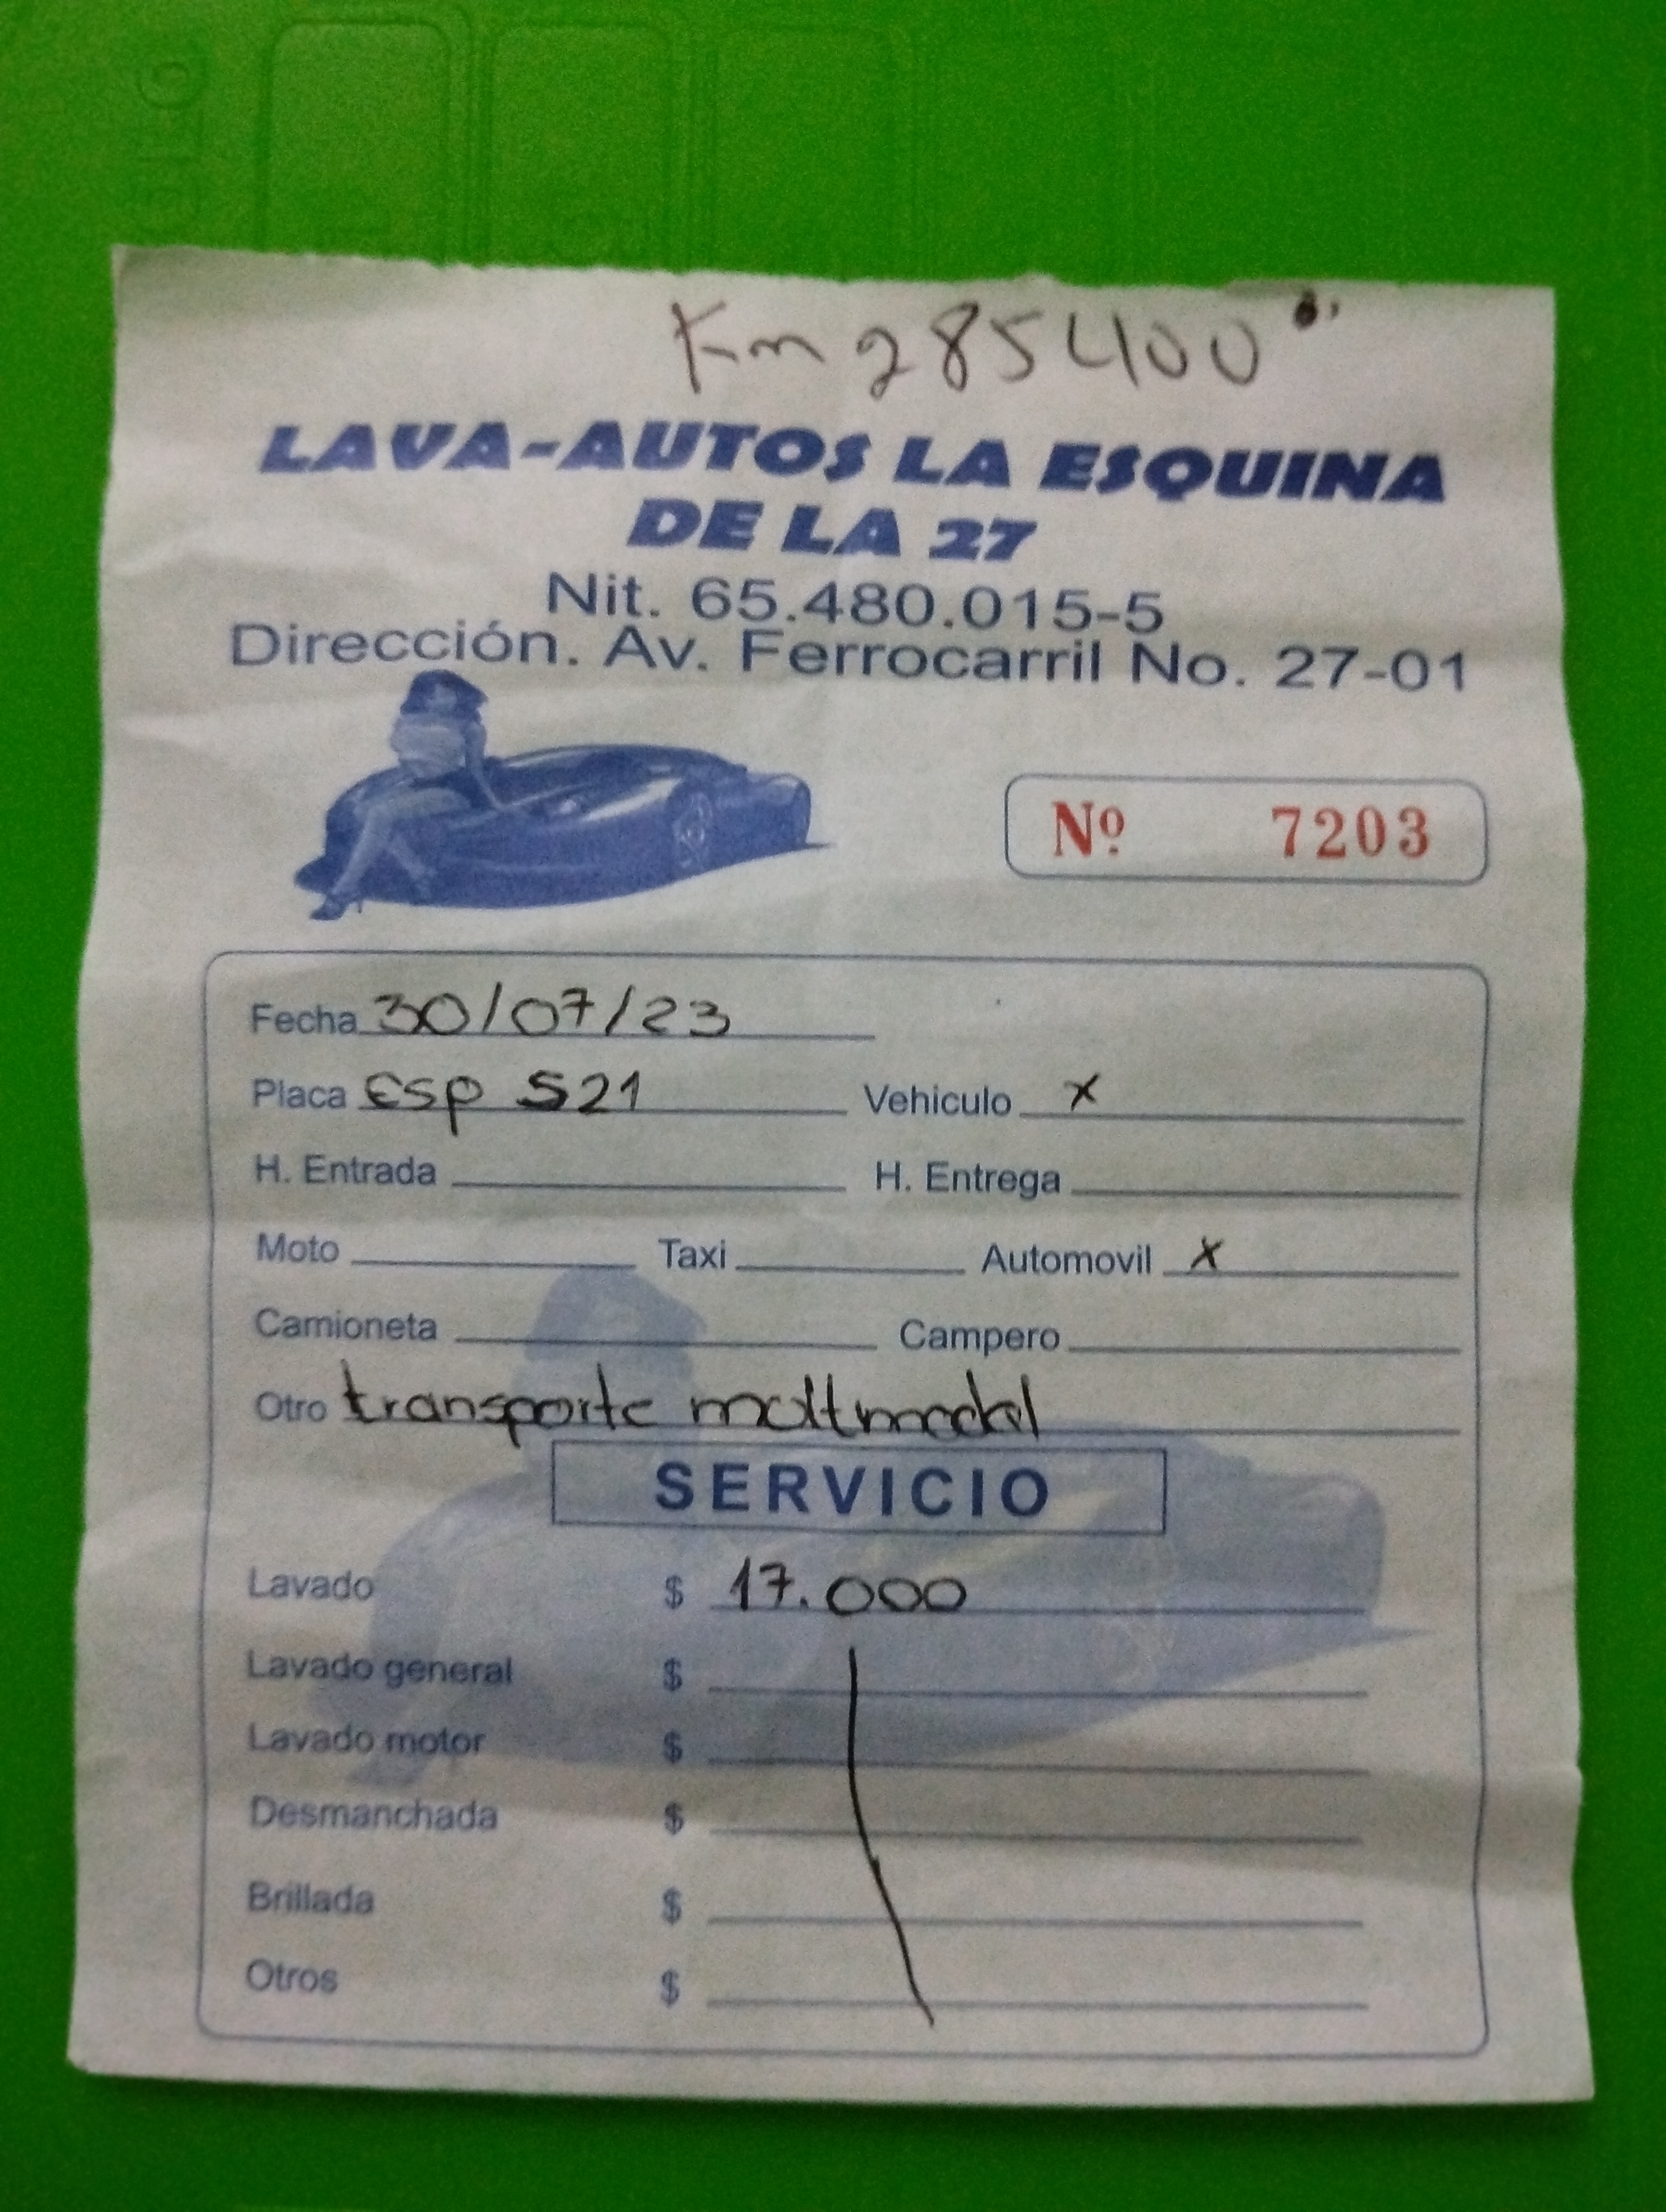 Km 285400
LAVA-AUTOS LA ESQUINA
DE LA 27
Nit. 65.480.015-5
Dirección. Av. Ferrocarril No. 27-01
Nº 7203
Fecha 30/07/23
Placa ESP 521 Vehiculo X
H. Entrada H. Entrega
Moto Taxi Automovil X
Camioneta Campero
Otro transporte
SERVICIO
Lavado $ 17.000
Lavado general $
Lavado motor $
Desmanchada $
Brillada $
Otros $